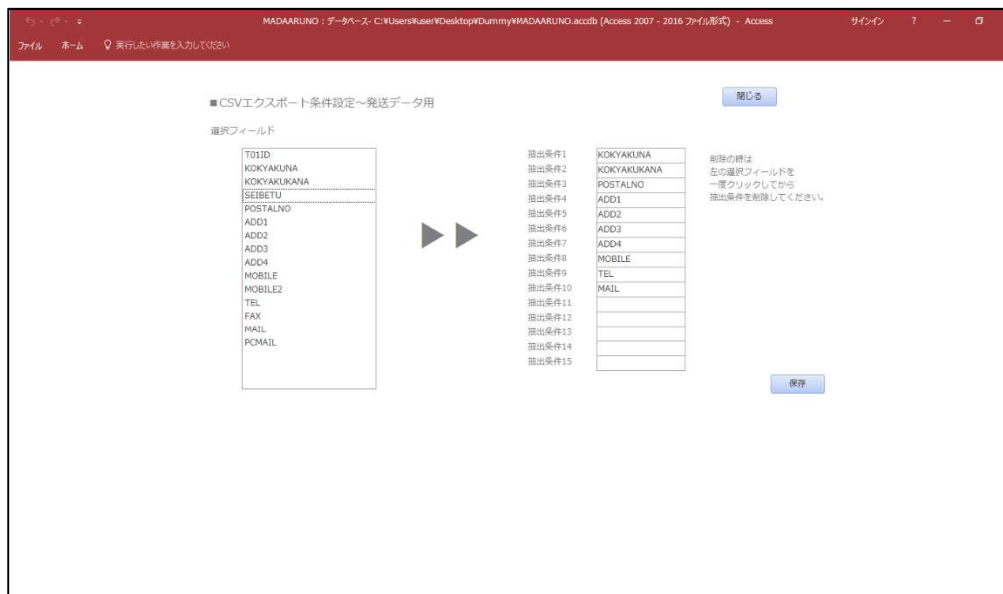 MADAARUNO : データベース- C:¥Users¥user¥Desktop¥Dummy¥MADAARUNO.accdb (Access 2007 - 2016 ファイル形式) - Access サインイン ?
ファイル ホーム 実行したい作業を入力してください
■CSVエクスポート条件設定～発送データ用
閉じる
選択フィールド
T01ID
KOKYAKUNA
KOKYAKUKANA
SEIBETU
POSTALNO
ADD1
ADD2
ADD3
ADD4
MOBILE
MOBILE2
TEL
FAX
MAIL
PCMAIL
抽出条件1 KOKYAKUNA
抽出条件2 KOKYAKUKANA
抽出条件3 POSTALNO
抽出条件4 ADD1
抽出条件5 ADD2
抽出条件6 ADD3
抽出条件7 ADD4
抽出条件8 MOBILE
抽出条件9 TEL
抽出条件10 MAIL
抽出条件11
抽出条件12
抽出条件13
抽出条件14
抽出条件15
削除の時は
左の選択フィールドを
一度クリックしてから
抽出条件を削除してください。
保存